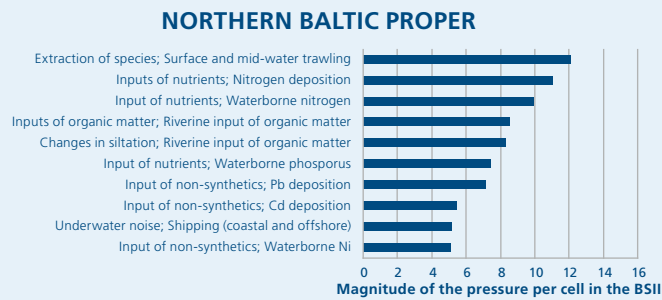 NORTHERN BALTIC PROPER
Extraction of species; Surface and mid-water trawling
Inputs of nutrients; Nitrogen deposition
Input of nutrients; Waterborne nitrogen
Inputs of organic matter; Riverine input of organic matter
Changes in siltation; Riverine input of organic matter
Input of nutrients; Waterborne phosporus
Input of non-synthetics; Pb deposition
Input of non-synthetics; Cd deposition
Underwater noise; Shipping (coastal and offshore)
Input of non-synthetics; Waterborne Ni
0 2 4 6 8 10 12 14 16
Magnitude of the pressure per cell in the BSII